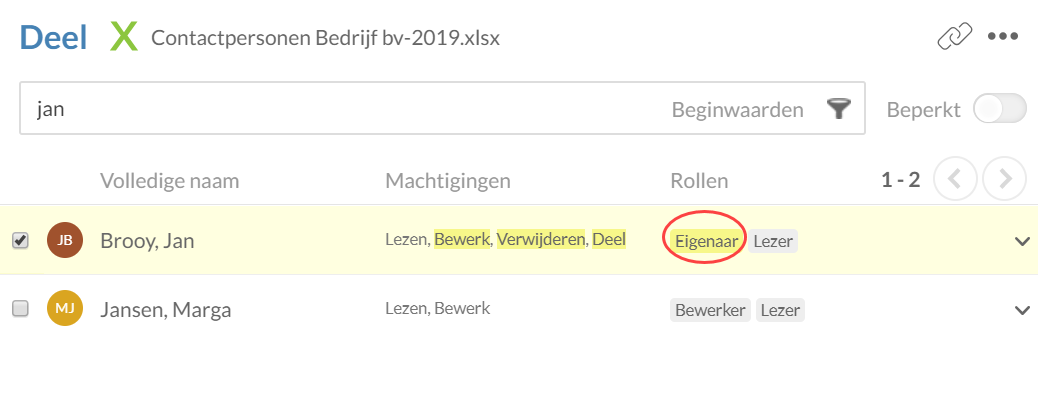 Deel X Contactpersonen Bedrijf bv-2019.xlsx
jan Beginwaarden Beperkt
Volledige naam Machtigingen Rollen 1 - 2
JB Brooy, Jan Lezen, Bewerk, Verwijderen, Deel Eigenaar Lezer
MJ Jansen, Marga Lezen, Bewerk Bewerker Lezer